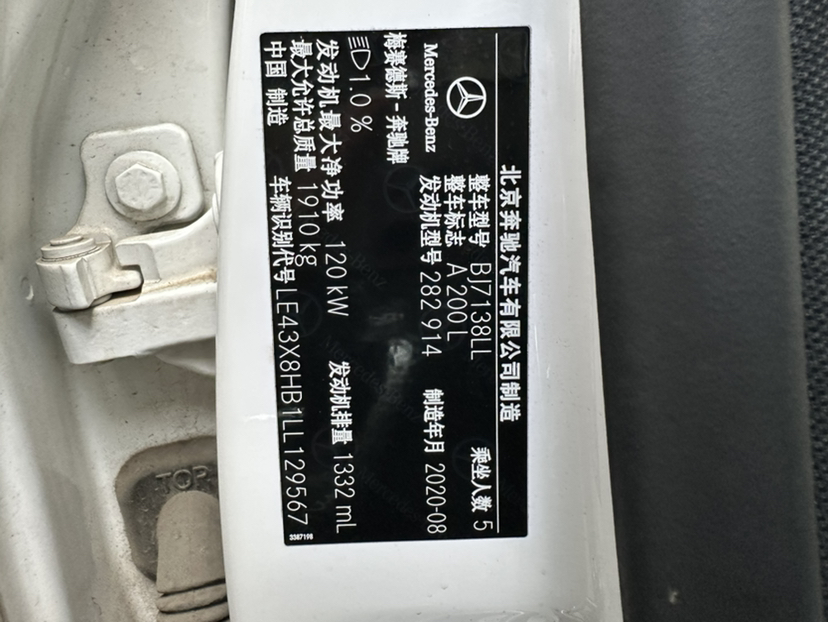 北京奔驰汽车有限公司制造
Mercedes-Benz
梅赛德斯-奔驰牌
整车型号 BJ7138LL 乘坐人数 5
整车标志 A 200 L
发动机型号 282 914 制造年月 2020-08
1.0 %
发动机最大净功率 120 kW 发动机排量 1332 mL
最大允许总质量 1910 kg
中国 制造 车辆识别代号 LE43X8HB1LL129567
3387198
TOP